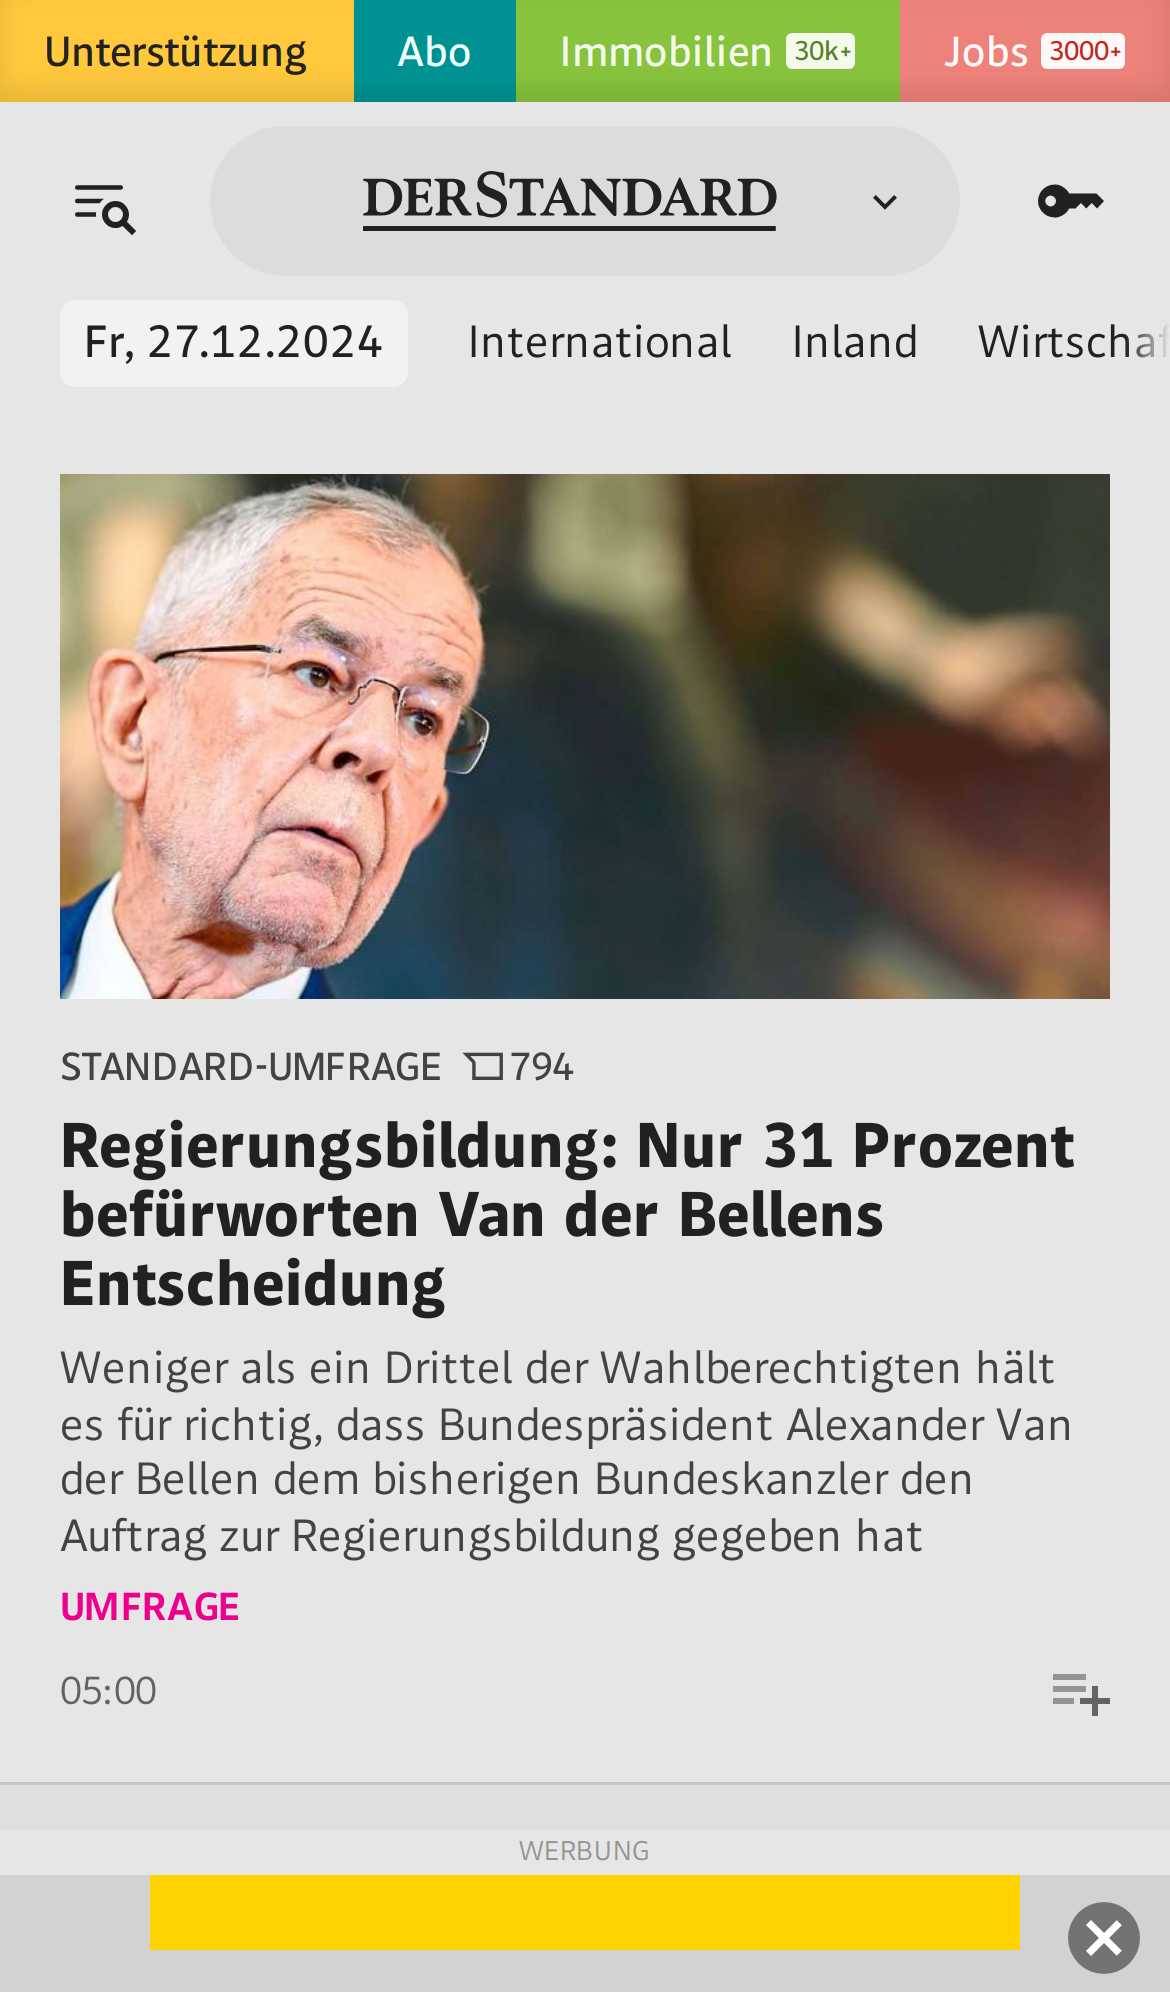 Unterstützung Abo Immobilien 30k+ Jobs 3000+
DERSTANDARD
Fr, 27.12.2024 International Inland Wirtschaf
STANDARD-UMFRAGE 794
Regierungsbildung: Nur 31 Prozent
befürworten Van der Bellens
Entscheidung
Weniger als ein Drittel der Wahlberechtigten hält
es für richtig, dass Bundespräsident Alexander Van
der Bellen dem bisherigen Bundeskanzler den
Auftrag zur Regierungsbildung gegeben hat
UMFRAGE
05:00
WERBUNG